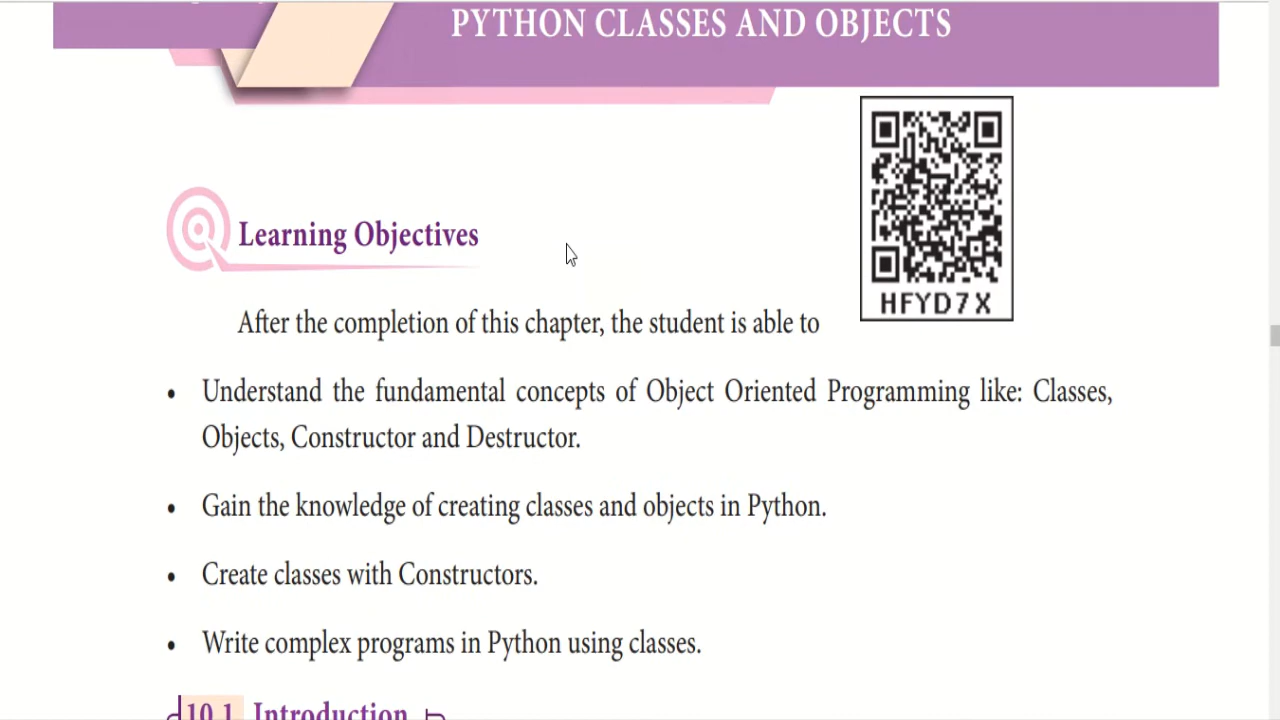 PYTHON CLASSES AND OBJECTS
HFYD7X
Learning Objectives
After the completion of this chapter, the student is able to
• Understand the fundamental concepts of Object Oriented Programming like: Classes,
Objects, Constructor and Destructor.
• Gain the knowledge of creating classes and objects in Python.
• Create classes with Constructors.
• Write complex programs in Python using classes.
10.1 Introduction